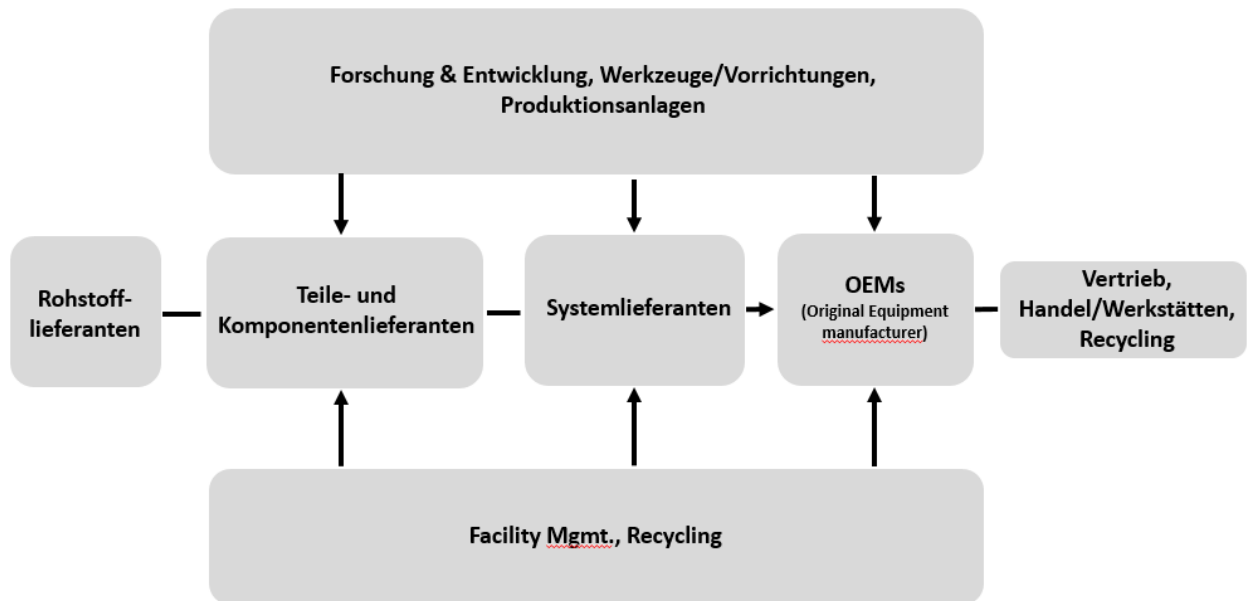 Forschung & Entwicklung, Werkzeuge/Vorrichtungen,
Produktionsanlagen
Rohstoff-
lieferanten
Teile- und
Komponentenlieferanten
Systemlieferanten
OEMs
(Original Equipment
manufacturer)
Vertrieb,
Handel/Werkstätten,
Recycling
Facility Mgmt., Recycling